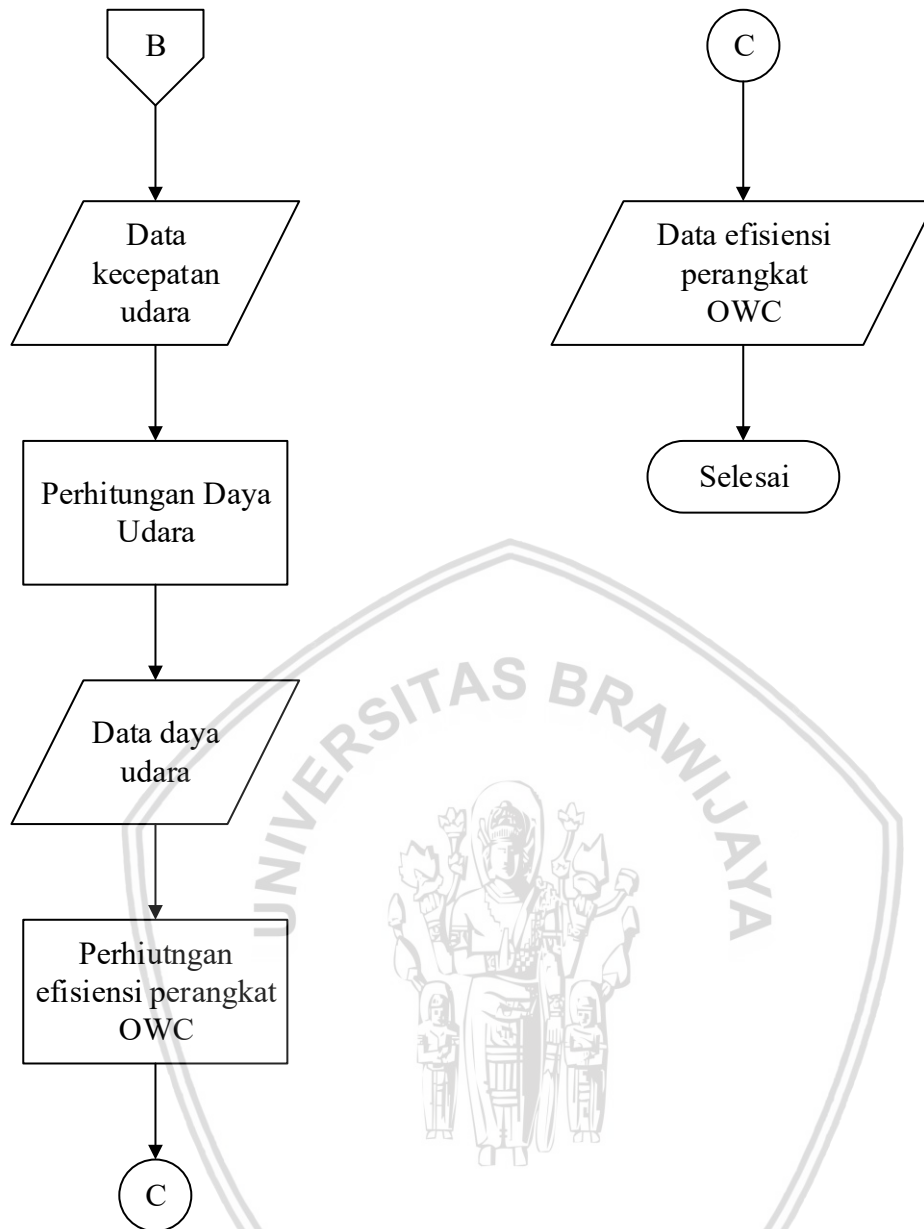 B
Data
kecepatan
udara
Perhitungan Daya
Udara
Data daya
udara
Perhiutngan
efisiensi perangkat
OWC
C
C
Data efisiensi
perangkat
OWC
Selesai
UNIVERSITAS BRAWIJAYA